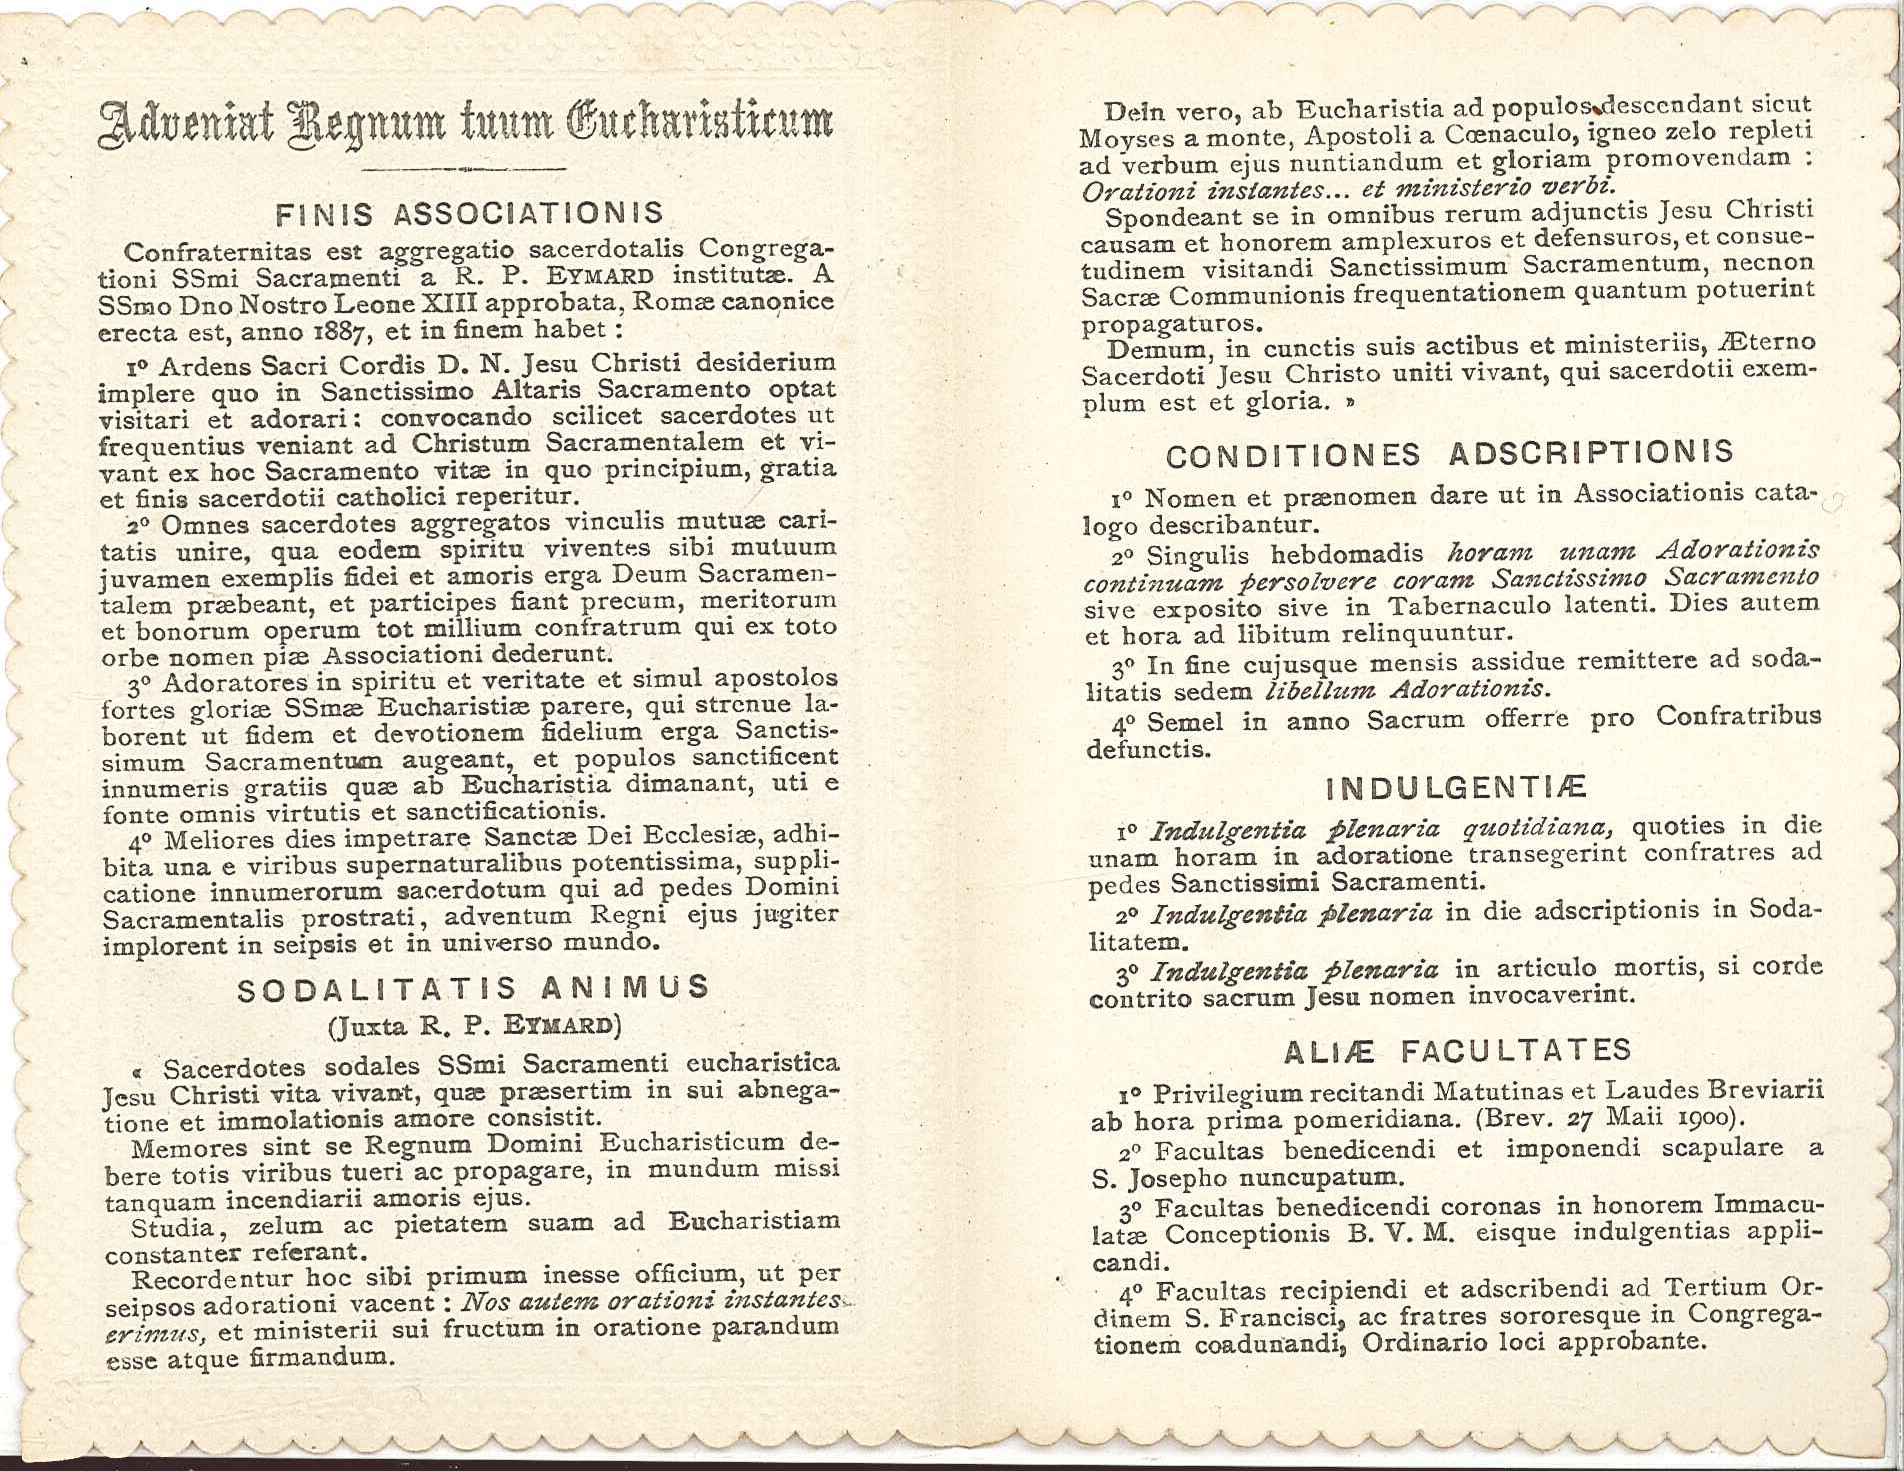 Adveniat Regnum tuum Eucharisticum
FINIS ASSOCIATIONIS
Confraternitas est aggregatio sacerdotalis Congrega-
tioni SSmi Sacramenti a R. P. EYMARD institutæ. A
SSmo Dno Nostro Leone XIII approbata, Romæ canonice
erecta est, anno 1887, et in finem habet :
1º Ardens Sacri Cordis D. N. Jesu Christi desiderium
implere quo in Sanctissimo Altaris Sacramento optat
visitari et adorari : convocando scilicet sacerdotes ut
frequentius veniant ad Christum Sacramentalem et vi-
vant ex hoc Sacramento vitæ in quo principium, gratia
et finis sacerdotii catholici reperitur.
2º Omnes sacerdotes aggregatos vinculis mutuæ cari-
tatis unire, qua eodem spiritu viventes sibi mutuum
juvamen exemplis fidei et amoris erga Deum Sacramen-
talem præbeant, et participes fiant precum, meritorum
et bonorum operum tot millium confratrum qui ex toto
orbe nomen piæ Associationi dederunt.
3º Adoratores in spiritu et veritate et simul apostolos
fortes gloriæ SSmæ Eucharistiæ parere, qui strenue la-
borent ut fidem et devotionem fidelium erga Sanctis-
simum Sacramentum augeant, et populos sanctificent
innumeris gratiis quæ ab Eucharistia dimanant, uti e
fonte omnis virtutis et sanctificationis.
4º Meliores dies impetrare Sanctæ Dei Ecclesiæ, adhi-
bita una e viribus supernaturalibus potentissima, suppli-
catione innumerorum sacerdotum qui ad pedes Domini
Sacramentalis prostrati, adventum Regni ejus jugiter
implorent in seipsis et in universo mundo.
SODALITATIS ANIMUS
(Juxta R. P. EYMARD)
« Sacerdotes sodales SSmi Sacramenti eucharistica
Jesu Christi vita vivant, quæ præsertim in sui abnega-
tione et immolationis amore consistit.
Memores sint se Regnum Domini Eucharisticum de-
bere totis viribus tueri ac propagare, in mundum missi
tanquam incendiarii amoris ejus.
Studia, zelum ac pietatem suam ad Eucharistiam
constanter referant.
Recordentur hoc sibi primum inesse officium, ut per
seipsos adorationi vacent : Nos autem orationi instantes
erimus, et ministerii sui fructum in oratione parandum
esse atque firmandum.
Dein vero, ab Eucharistia ad populos descendant sicut
Moyses a monte, Apostoli a Cœnaculo, igneo zelo repleti
ad verbum ejus nuntiandum et gloriam promovendam :
Orationi instantes... et ministerio verbi.
Spondeant se in omnibus rerum adjunctis Jesu Christi
causam et honorem amplexuros et defensuros, et consue-
tudinem visitandi Sanctissimum Sacramentum, necnon
Sacræ Communionis frequentationem quantum potuerint
propagaturos.
Demum, in cunctis suis actibus et ministeriis, Æterno
Sacerdoti Jesu Christo uniti vivant, qui sacerdotii exem-
plum est et gloria. »
CONDITIONES ADSCRIPTIONIS
1º Nomen et prænomen dare ut in Associationis cata-
logo describantur.
2º Singulis hebdomadis horam unam Adorationis
continuam persolvere coram Sanctissimo Sacramento
sive exposito sive in Tabernaculo latenti. Dies autem
et hora ad libitum relinquuntur.
3º In fine cujusque mensis assidue remittere ad soda-
litatis sedem libellum Adorationis.
4º Semel in anno Sacrum offerre pro Confratribus
defunctis.
INDULGENTIÆ
1º Indulgentia plenaria quotidiana, quoties in die
unam horam in adoratione transegerint confratres ad
pedes Sanctissimi Sacramenti.
2º Indulgentia plenaria in die adscriptionis in Soda-
litatem.
3º Indulgentia plenaria in articulo mortis, si corde
contrito sacrum Jesu nomen invocaverint.
ALIÆ FACULTATES
1º Privilegium recitandi Matutinas et Laudes Breviarii
ab hora prima pomeridiana. (Brev. 27 Maii 1900).
2º Facultas benedicendi et imponendi scapulare a
S. Josepho nuncupatum.
3º Facultas benedicendi coronas in honorem Immacu-
latæ Conceptionis B. V. M. eisque indulgentias appli-
candi.
4º Facultas recipiendi et adscribendi ad Tertium Or-
dinem S. Francisci, ac fratres sororesque in Congrega-
tionem coadunandi, Ordinario loci approbante.